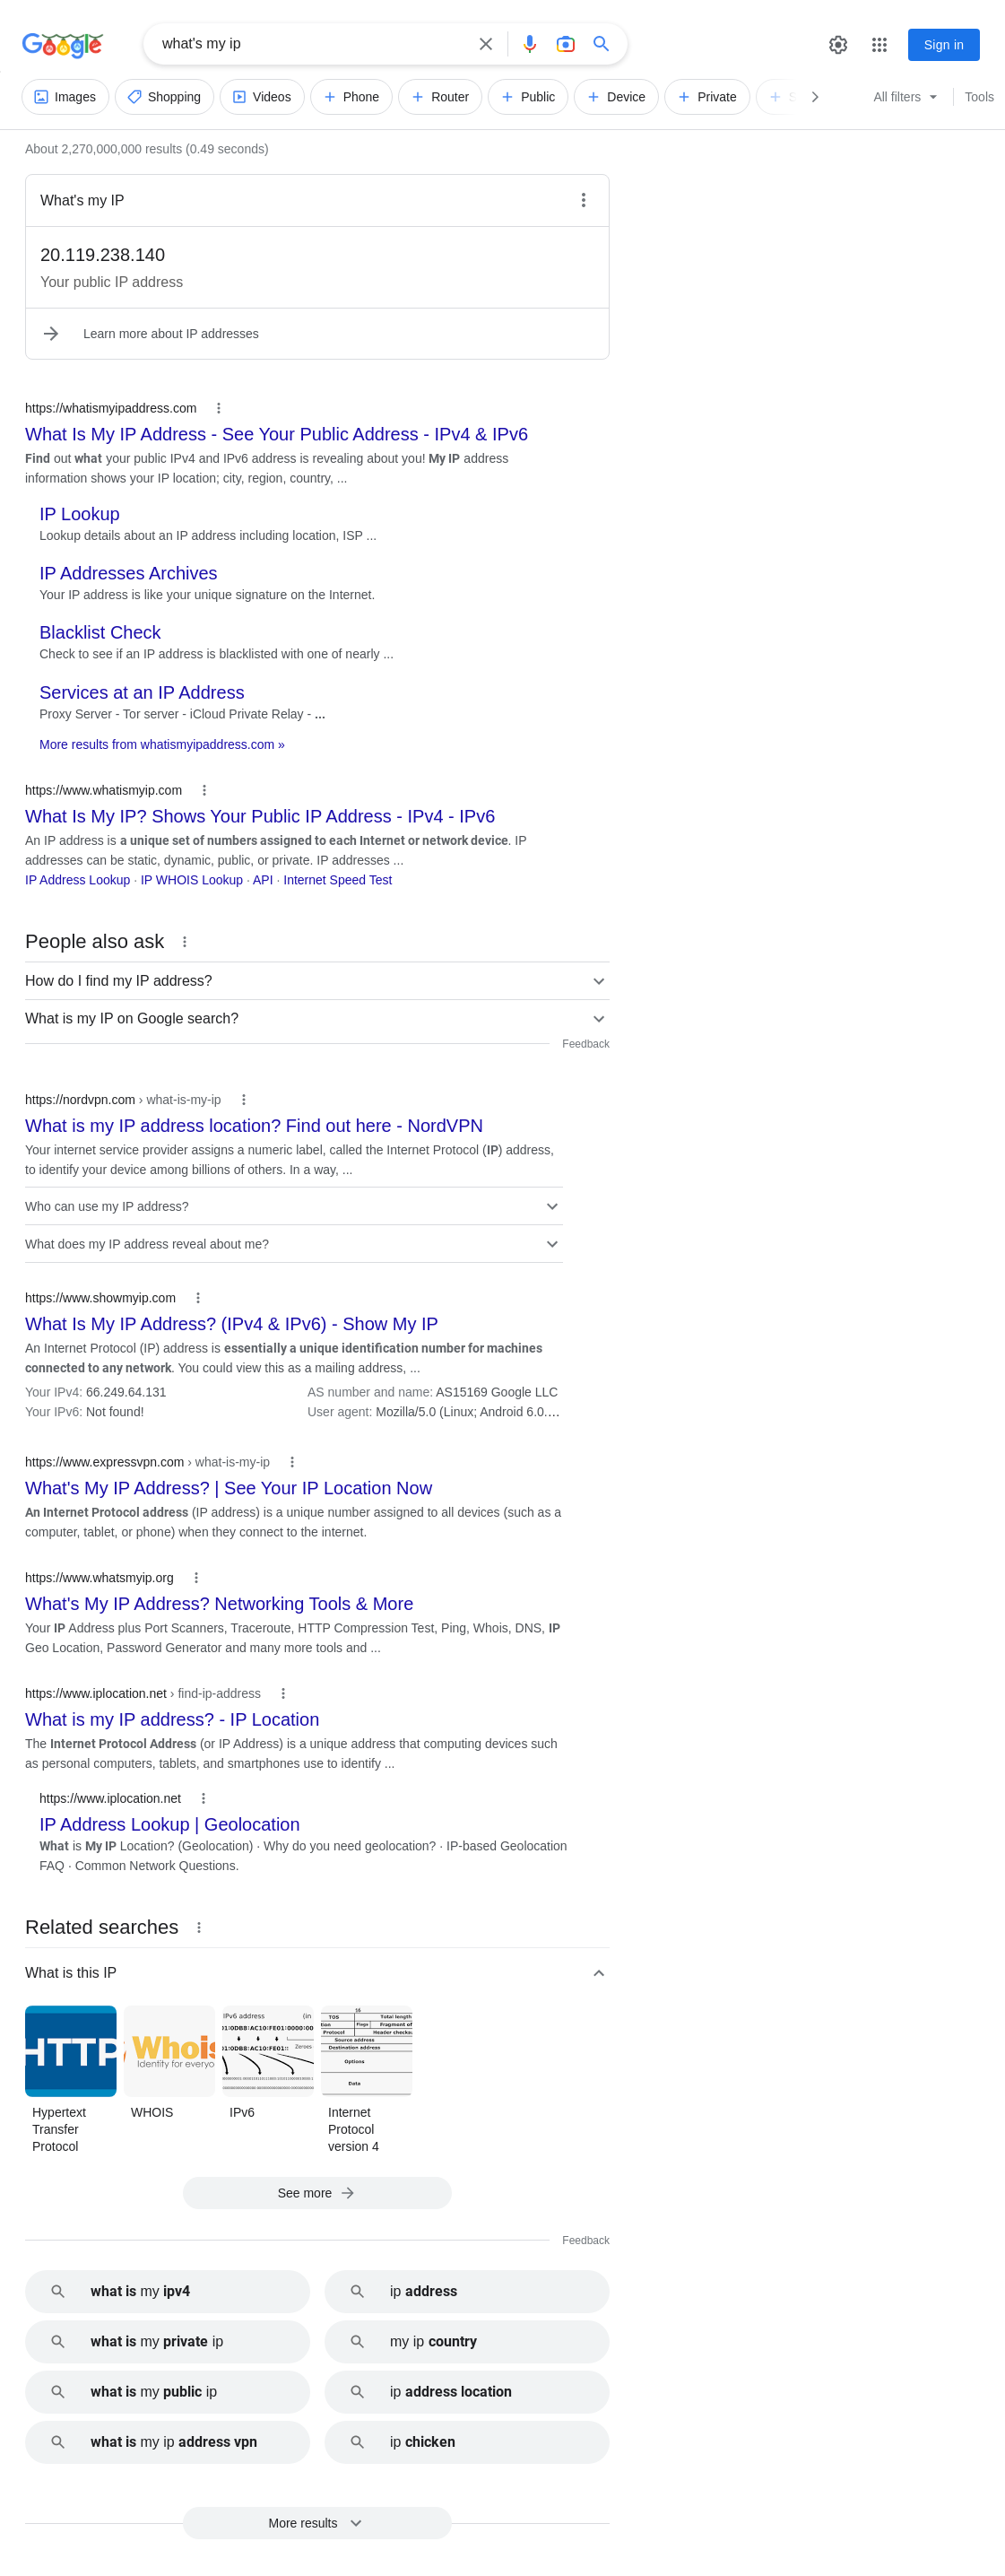 Google
what's my ip
Sign in
Images
Shopping
Videos
Phone
Router
Public
Device
Private
All filters
Tools
About 2,270,000,000 results (0.49 seconds)
What's my IP
20.119.238.140
Your public IP address
Learn more about IP addresses
https://whatismyipaddress.com
What Is My IP Address - See Your Public Address - IPv4 & IPv6
Find out what your public IPv4 and IPv6 address is revealing about you! My IP address
information shows your IP location; city, region, country, ...
IP Lookup
Lookup details about an IP address including location, ISP ...
IP Addresses Archives
Your IP address is like your unique signature on the Internet.
Blacklist Check
Check to see if an IP address is blacklisted with one of nearly ...
Services at an IP Address
Proxy Server - Tor server - iCloud Private Relay - ...
More results from whatismyipaddress.com »
https://www.whatismyip.com
What Is My IP? Shows Your Public IP Address - IPv4 - IPv6
An IP address is a unique set of numbers assigned to each Internet or network device. IP
addresses can be static, dynamic, public, or private. IP addresses ...
IP Address Lookup · IP WHOIS Lookup · API · Internet Speed Test
People also ask
How do I find my IP address?
What is my IP on Google search?
Feedback
https://nordvpn.com › what-is-my-ip
What is my IP address location? Find out here - NordVPN
Your internet service provider assigns a numeric label, called the Internet Protocol (IP) address,
to identify your device among billions of others. In a way, ...
Who can use my IP address?
What does my IP address reveal about me?
https://www.showmyip.com
What Is My IP Address? (IPv4 & IPv6) - Show My IP
An Internet Protocol (IP) address is essentially a unique identification number for machines
connected to any network. You could view this as a mailing address, ...
Your IPv4: 66.249.64.131
AS number and name: AS15169 Google LLC
Your IPv6: Not found!
User agent: Mozilla/5.0 (Linux; Android 6.0....
https://www.expressvpn.com › what-is-my-ip
What's My IP Address? | See Your IP Location Now
An Internet Protocol address (IP address) is a unique number assigned to all devices (such as a
computer, tablet, or phone) when they connect to the internet.
https://www.whatsmyip.org
What's My IP Address? Networking Tools & More
Your IP Address plus Port Scanners, Traceroute, HTTP Compression Test, Ping, Whois, DNS, IP
Geo Location, Password Generator and many more tools and ...
https://www.iplocation.net › find-ip-address
What is my IP address? - IP Location
The Internet Protocol Address (or IP Address) is a unique address that computing devices such
as personal computers, tablets, and smartphones use to identify ...
https://www.iplocation.net
IP Address Lookup | Geolocation
What is My IP Location? (Geolocation) · Why do you need geolocation? · IP-based Geolocation
FAQ · Common Network Questions.
Related searches
What is this IP
HTTP
Whois
Identity for everyo
IPv6 address (in
Zeroes
16
TOS Total length
Flags Fragment of
Protocol Header checks
Source address
Destination address
Options
Data
Hypertext
Transfer
Protocol
WHOIS
IPv6
Internet
Protocol
version 4
See more
Feedback
what is my ipv4
ip address
what is my private ip
my ip country
what is my public ip
ip address location
what is my ip address vpn
ip chicken
More results